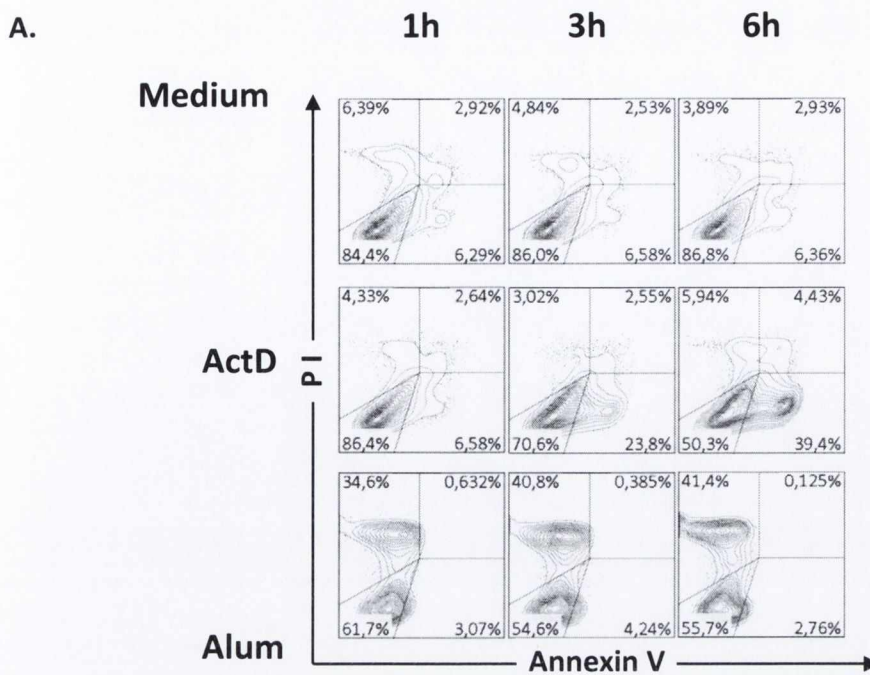 A.
1h 3h 6h
Medium
6,39% 2,92% 4,84% 2,53% 3,89% 2,93%
84,4% 6,29% 86,0% 6,58% 86,8% 6,36%
4,33% 2,64% 3,02% 2,55% 5,94% 4,43%
ActD
PI
86,4% 6,58% 70,6% 23,8% 50,3% 39,4%
34,6% 0,632% 40,8% 0,385% 41,4% 0,125%
61,7% 3,07% 54,6% 4,24% 55,7% 2,76%
Alum
Annexin V